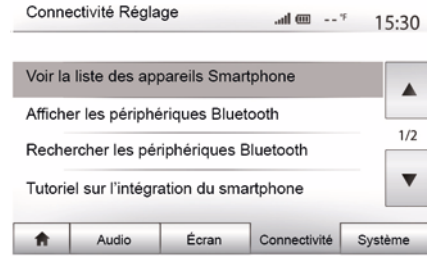 Connectivité Réglage
-- °F 15:30
Voir la liste des appareils Smartphone
Afficher les périphériques Bluetooth
1/2
Rechercher les périphériques Bluetooth
Tutoriel sur l'intégration du smartphone
Audio Écran Connectivité Système